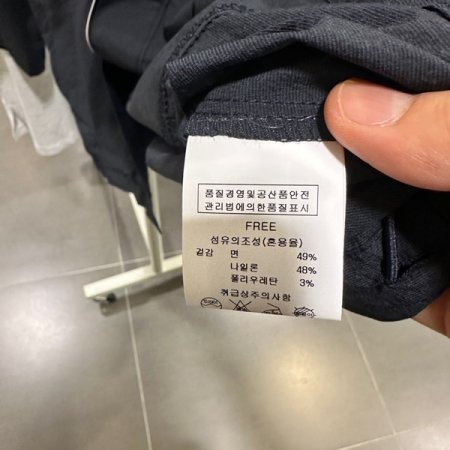 품질경영및공산품안전
관리법에의한품질표시
FREE
섬유의조성(혼용율)
겉감 면 49%
나일론 48%
폴리우레탄 3%
취급상주의사항